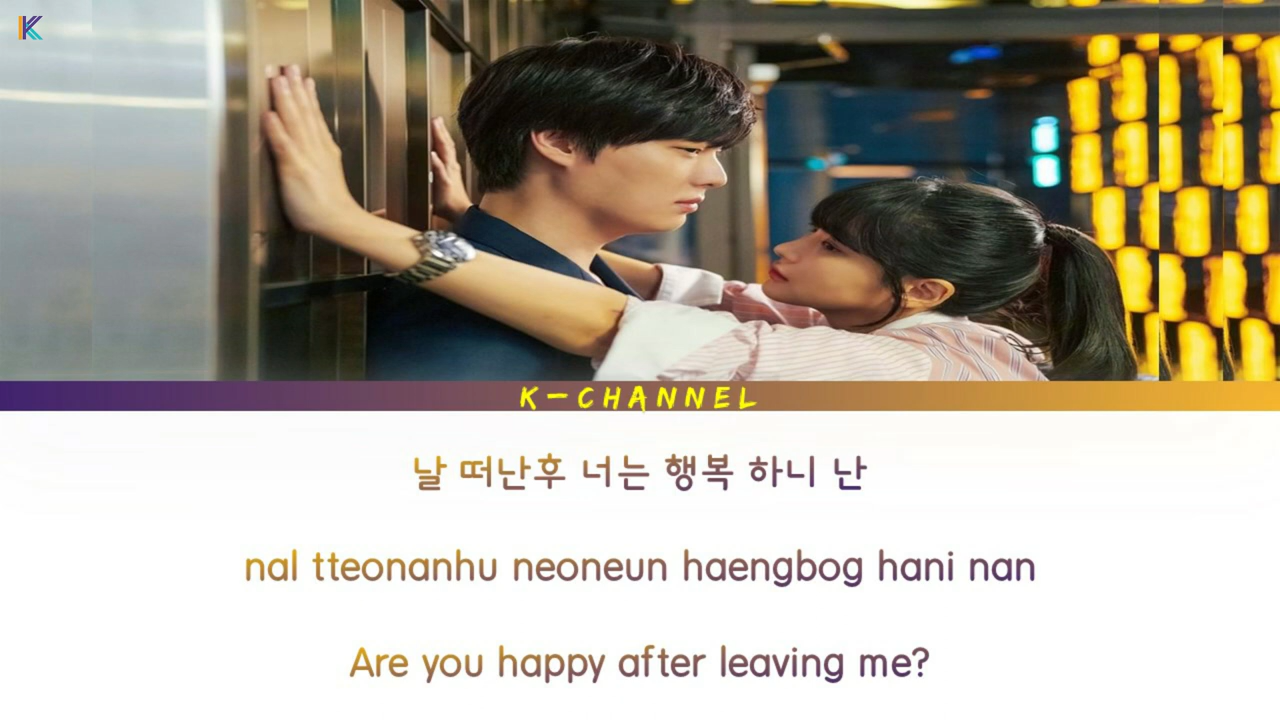 K
K-CHANNEL
날 떠난후 너는 행복 하니 난
nal tteonanhu neoneun haengbog hani nan
Are you happy after leaving me?